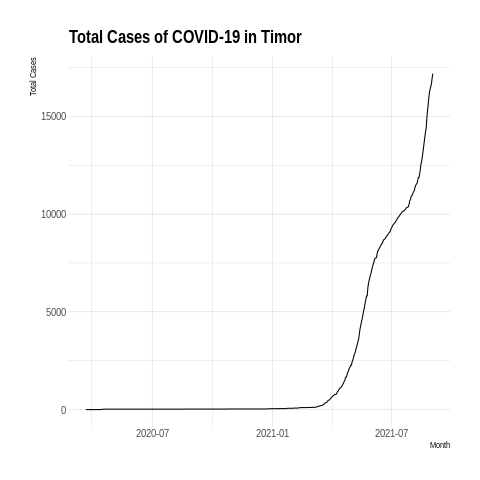 Total Cases of COVID-19 in Timor
Total Cases
15000
10000
5000
0
2020-07
2021-01
2021-07
Month